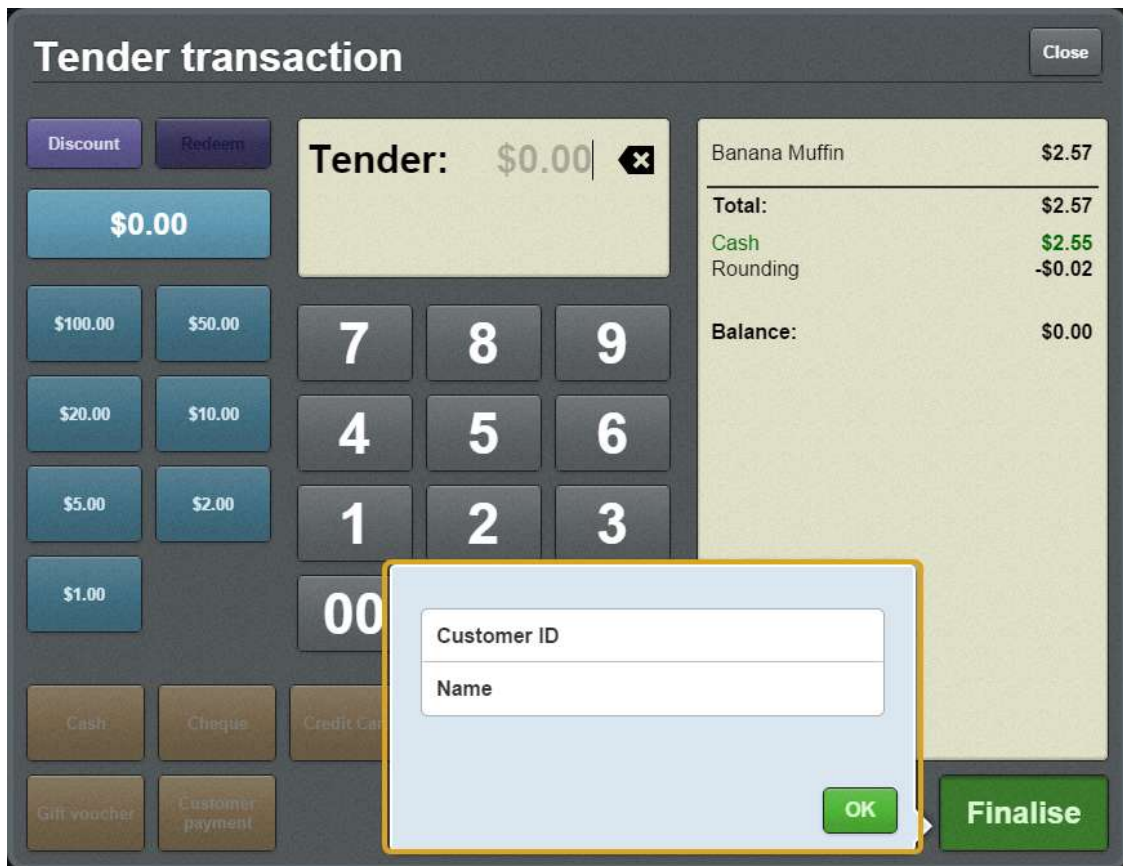 Tender transaction
Close
Discount
Redeem
$0.00
$100.00
$50.00
$20.00
$10.00
$5.00
$2.00
$1.00
Tender: $0.00
7 8 9
4 5 6
1 2 3
00
Banana Muffin $2.57
Total: $2.57
Cash $2.55
Rounding -$0.02
Balance: $0.00
Customer ID
Name
OK
Cash
Cheque
Credit Car
Gift voucher
Customer
payment
Finalise